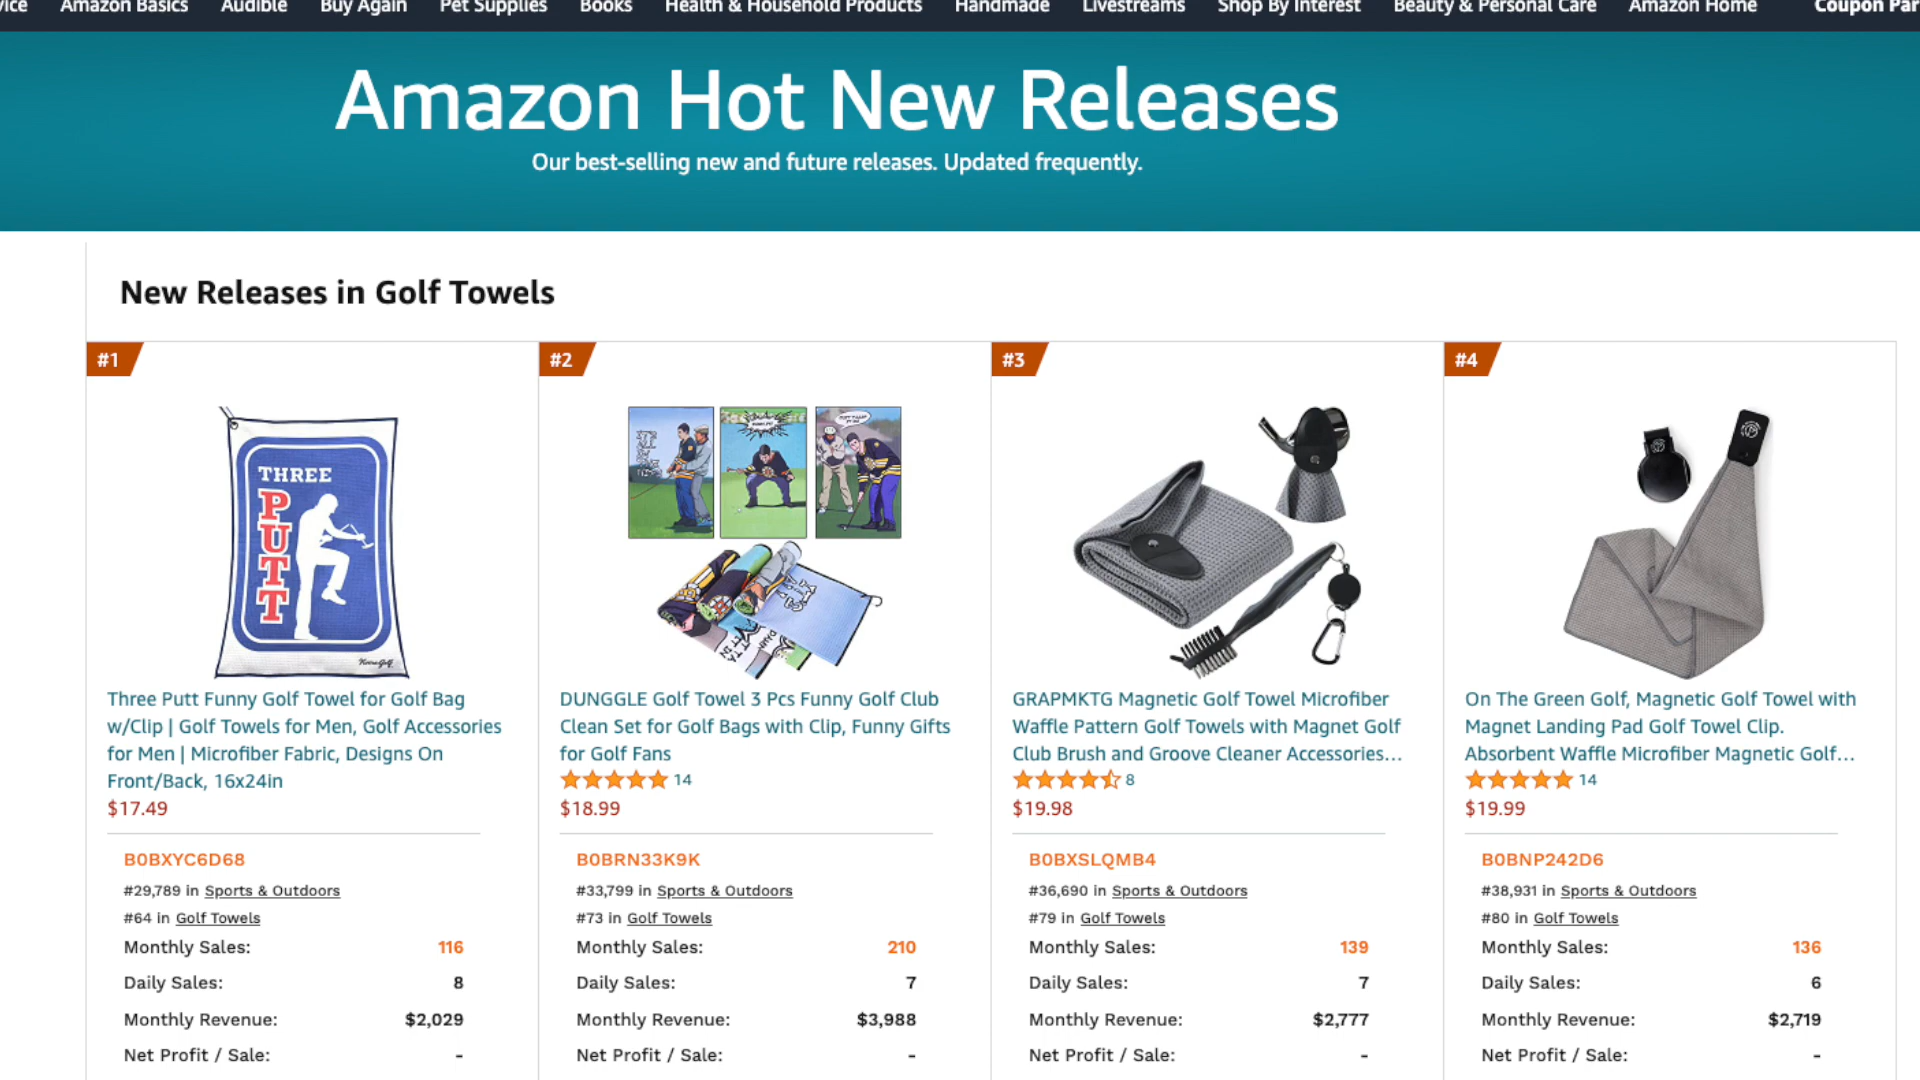 vice Amazon Basics Audible Buy Again Pet Supplies Books Health & Household Products Handmade Livestreams Shop By Interest Beauty & Personal Care Amazon Home Coupon Par
Amazon Hot New Releases
Our best-selling new and future releases. Updated frequently.
New Releases in Golf Towels
#1
THREE
PUTT
Three Putt Funny Golf Towel for Golf Bag
w/Clip | Golf Towels for Men, Golf Accessories
for Men | Microfiber Fabric, Designs On
Front/Back, 16x24in
$17.49
B0BXYC6D68
#29,789 in Sports & Outdoors
#64 in Golf Towels
Monthly Sales: 116
Daily Sales: 8
Monthly Revenue: $2,029
Net Profit / Sale: -
#2
DUNGGLE Golf Towel 3 Pcs Funny Golf Club
Clean Set for Golf Bags with Clip, Funny Gifts
for Golf Fans
14
$18.99
B0BRN33K9K
#33,799 in Sports & Outdoors
#73 in Golf Towels
Monthly Sales: 210
Daily Sales: 7
Monthly Revenue: $3,988
Net Profit / Sale: -
#3
GRAPMKTG Magnetic Golf Towel Microfiber
Waffle Pattern Golf Towels with Magnet Golf
Club Brush and Groove Cleaner Accessories...
8
$19.98
B0BXSLQMB4
#36,690 in Sports & Outdoors
#79 in Golf Towels
Monthly Sales: 139
Daily Sales: 7
Monthly Revenue: $2,777
Net Profit / Sale: -
#4
On The Green Golf, Magnetic Golf Towel with
Magnet Landing Pad Golf Towel Clip.
Absorbent Waffle Microfiber Magnetic Golf...
14
$19.99
B0BNP242D6
#38,931 in Sports & Outdoors
#80 in Golf Towels
Monthly Sales: 136
Daily Sales: 6
Monthly Revenue: $2,719
Net Profit / Sale: -